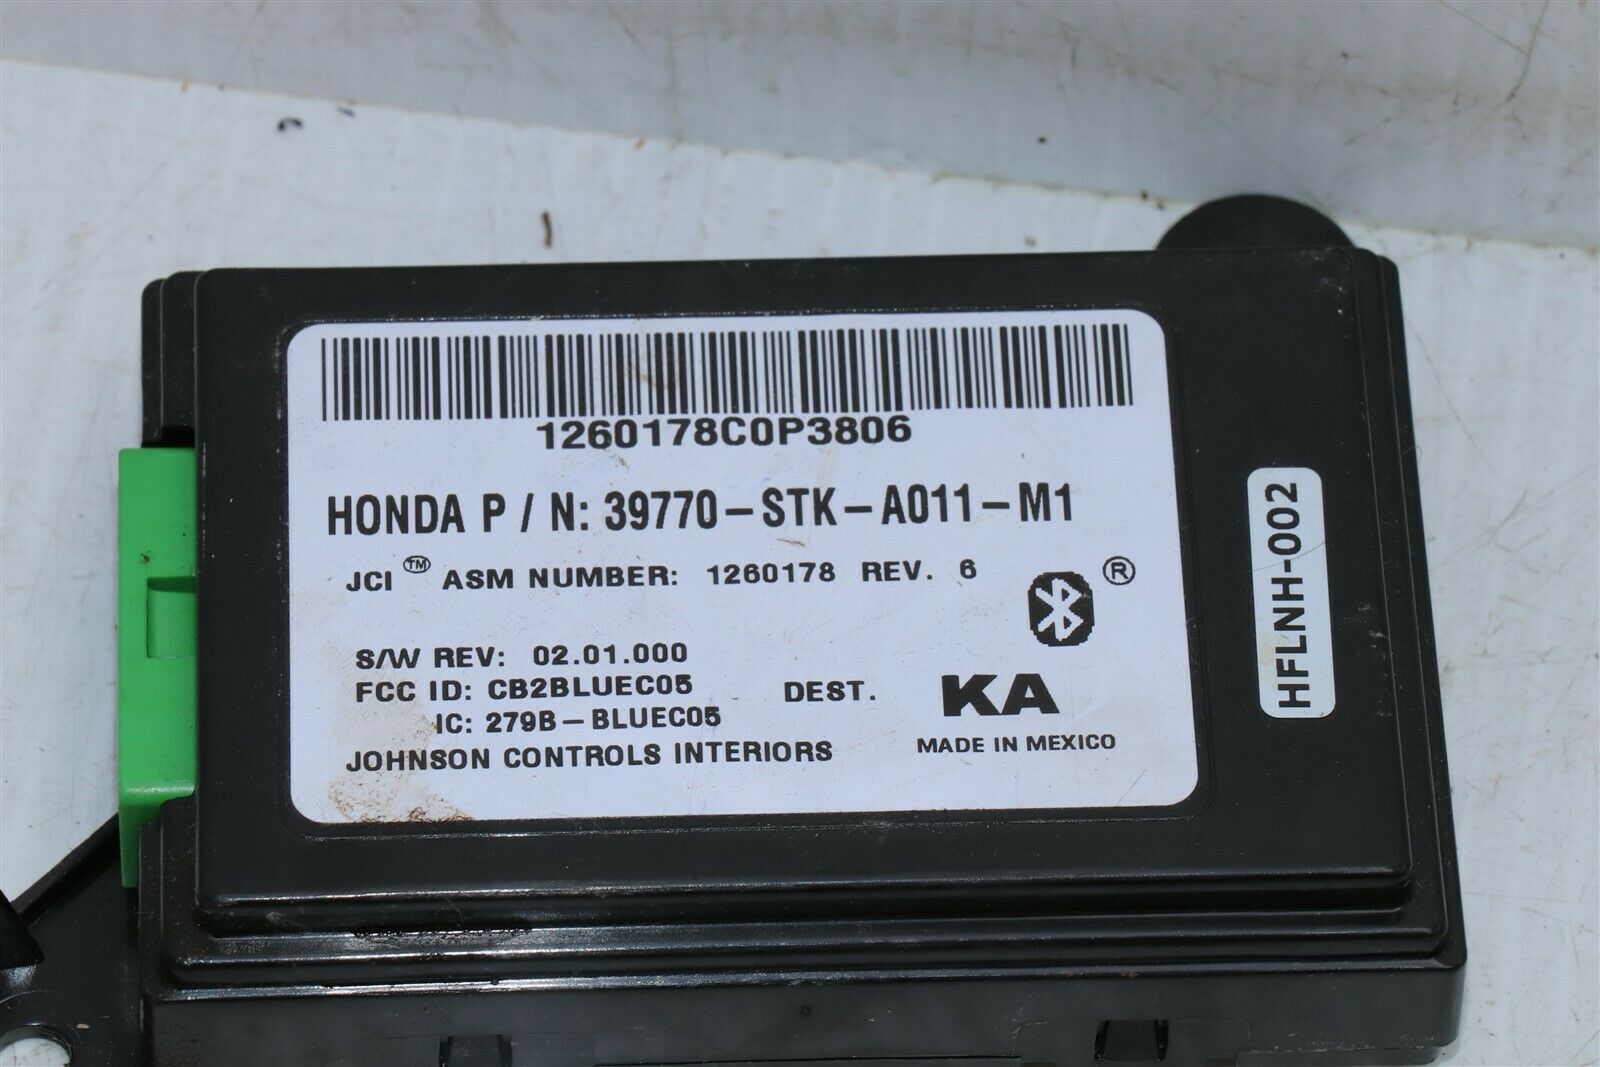 1260178C0P3806
HONDA P / N: 39770-STK-A011-M1
JCI ™ ASM NUMBER: 1260178 REV. 6
®
S/W REV: 02.01.000
FCC ID: CB2BLUEC05
DEST. KA
IC: 279B-BLUEC05
JOHNSON CONTROLS INTERIORS
MADE IN MEXICO
HFLNH-002